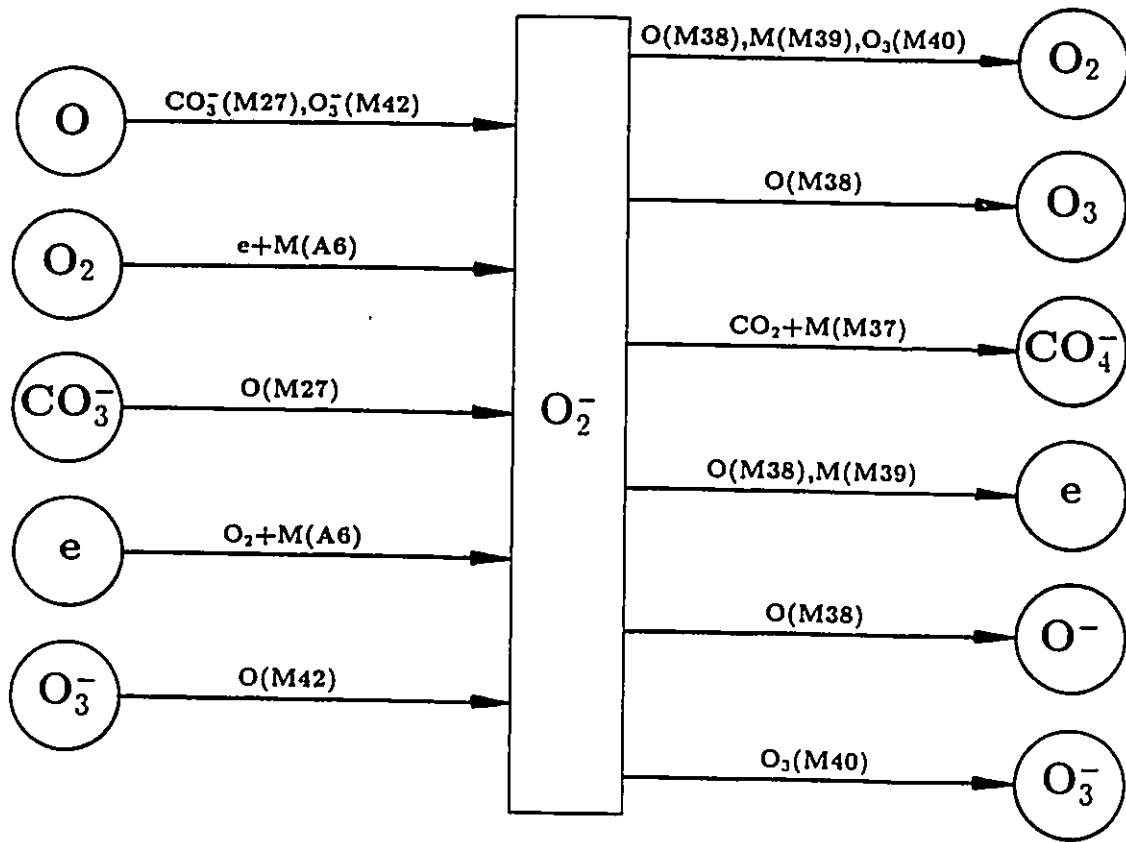 O
CO₃⁻(M27),O₃⁻(M42)
O₂
e+M(A6)
CO₃⁻
O(M27)
e
O₂+M(A6)
O₃⁻
O(M42)
O₂⁻
O(M38),M(M39),O₃(M40)
O₂
O(M38)
O₃
CO₂+M(M37)
CO₄⁻
O(M38),M(M39)
e
O(M38)
O⁻
O₃(M40)
O₃⁻